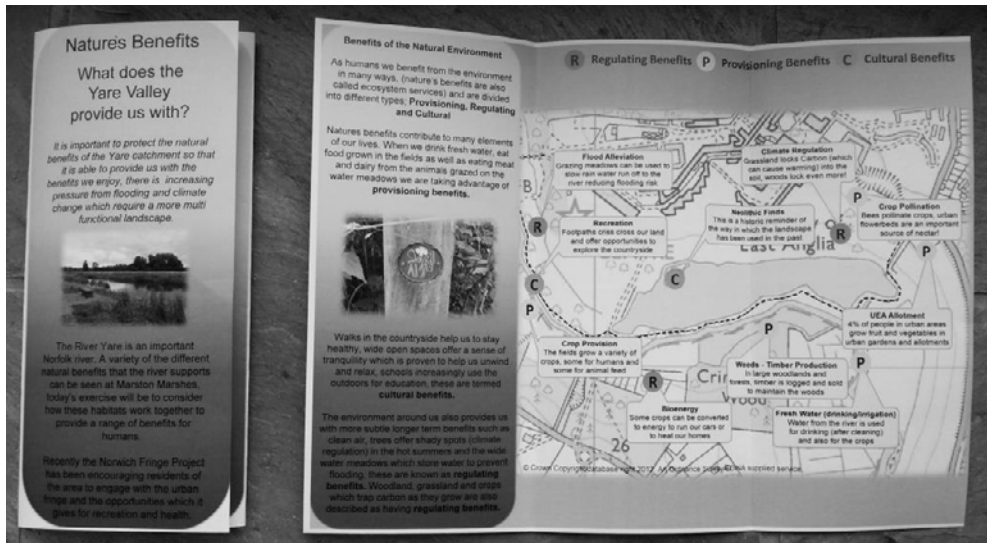 Nature's Benefits
What does the
Yare Valley
provide us with?
It is important to protect the natural
benefits of the Yare catchment so that
it is able to provide us with the
benefits we enjoy, there is increasing
pressure from flooding and climate
change which require a more multi
functional landscape.
The River Yare is an important
Norfolk river. A variety of the different
natural benefits that the river supports
can be seen at Marston Marshes,
today's exercise will be to consider
how these habitats work together to
provide a range of benefits for
humans.
Recently the Norwich Fringe Project
has been encouraging residents of
the area to engage with the urban
fringe and the opportunities which it
gives for recreation and health.
Benefits of the Natural Environment
As humans we benefit from the environment
in many ways, (nature's benefits are also
called ecosystem services) and are divided
into different types; Provisioning, Regulating
and Cultural
Natures benefits contribute to many elements
of our lives. When we drink fresh water, eat
food grown in the fields as well as eating meat
and dairy from the animals grazed on the
water meadows we are taking advantage of
provisioning benefits.
Walks in the countryside help us to stay
healthy, wide open spaces offer a sense of
tranquility which is proven to help us unwind
and relax, schools increasingly use the
outdoors for education, these are termed
cultural benefits.
The environment around us also provides us
with more subtle longer term benefits such as
clean air, trees offer shady spots (climate
regulation) in the hot summers and the wide
water meadows which store water to prevent
flooding, these are known as regulating
benefits. Woodland, grassland and crops
which trap carbon as they grow are also
described as having regulating benefits.
R Regulating Benefits P Provisioning Benefits C Cultural Benefits
Flood Alleviation
Grazing meadows can be used to
slow rain water run off to the
river reducing flooding risk
Climate Regulation
Grassland locks Carbon (which
can cause warming) into the
soil, woods lock even more!
P
Crop Pollination
Bees pollinate crops, urban
flowerbeds are an important
source of nectar!
B
R
Recreation
Footpaths criss cross our land
and offer opportunities to
explore the countryside
Neolithic Finds
This is a historic reminder of
the way in which the landscape
has been used in the past
R
East Anglia
P
C
C
P
UEA Allotment
4% of people in urban areas
grow fruit and vegetables in
urban gardens and allotments
P
Crop Provision
The fields grow a variety of
crops, some for humans and
some for animal feed
Woods - Timber Production
In large woodlands and
forests, timber is logged and sold
to maintain the woods
P
R
Wood
Bioenergy
Some crops can be converted
to energy to run our cars or
to heat our homes
Fresh Water (drinking/irrigation)
Water from the river is used
for drinking (after cleaning)
and also for the crops
26
© Crown Copyright database right 2012. An Ordnance Survey supplied service.